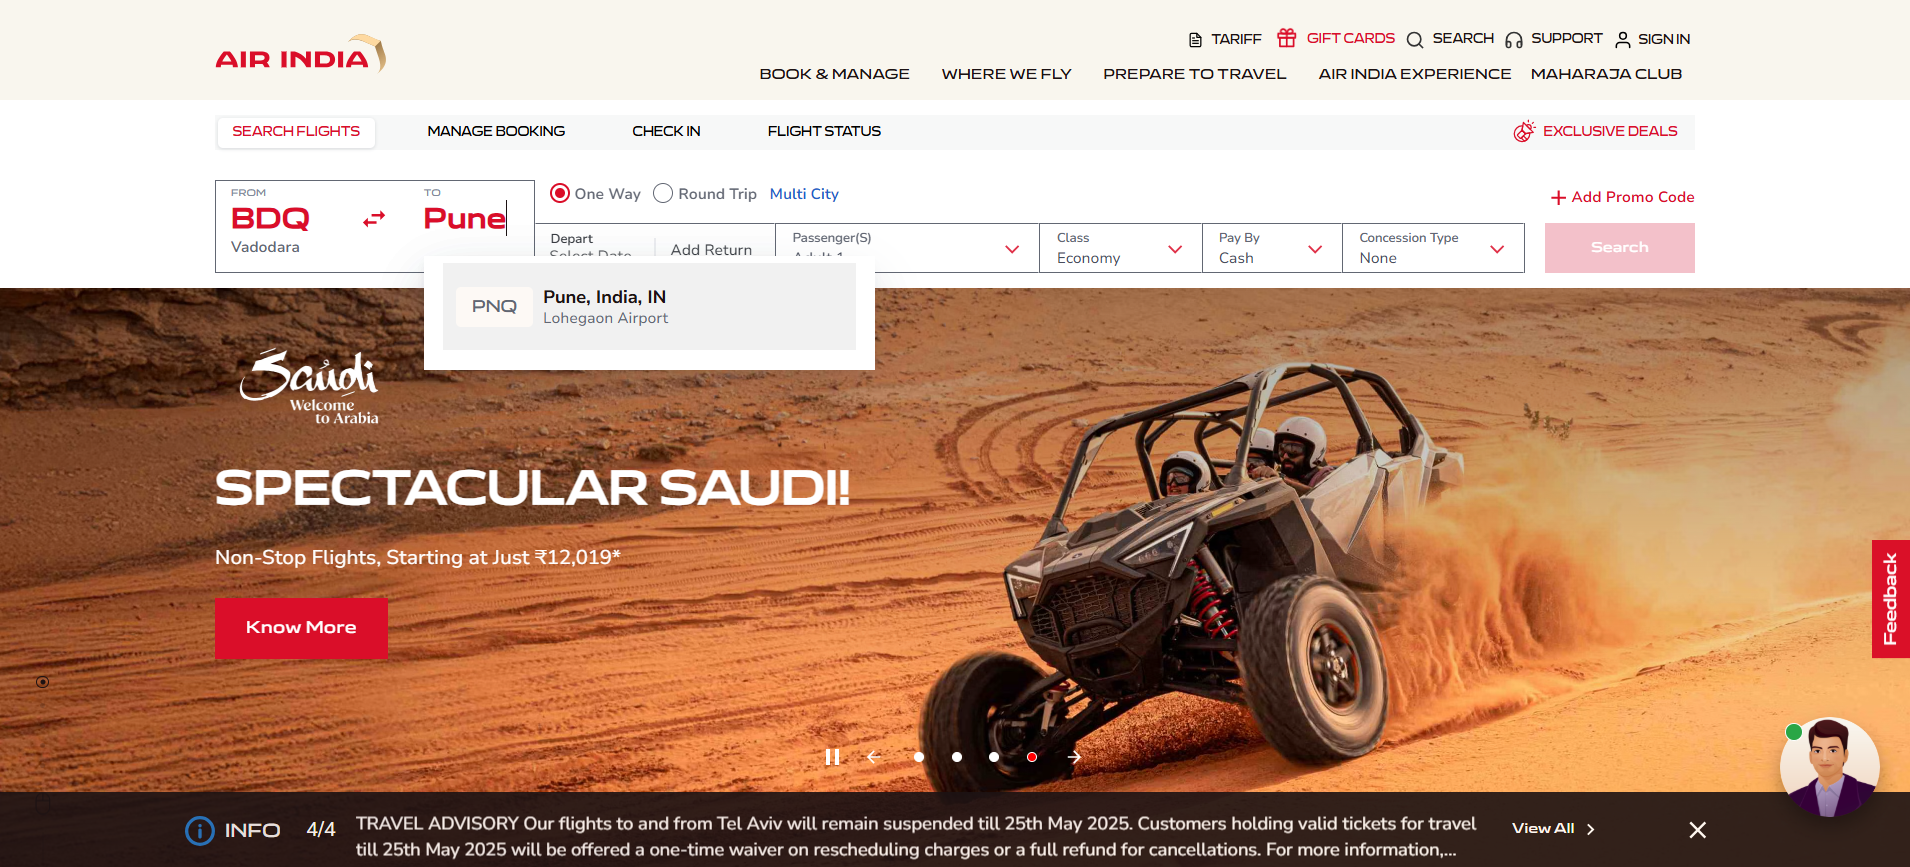 AIR INDIA
TARIFF
GIFT CARDS
SEARCH
SUPPORT
SIGN IN
BOOK & MANAGE
WHERE WE FLY
PREPARE TO TRAVEL
AIR INDIA EXPERIENCE
MAHARAJA CLUB
SEARCH FLIGHTS
MANAGE BOOKING
CHECK IN
FLIGHT STATUS
EXCLUSIVE DEALS
FROM
BDQ
Vadodara
TO
Pune
One Way
Round Trip
Multi City
Add Promo Code
Depart
Select Date
Add Return
Passenger(S)
Adult 1
Class
Economy
Pay By
Cash
Concession Type
None
Search
PNQ
Pune, India, IN
Lohegaon Airport
Saudi
Welcome
to Arabia
SPECTACULAR SAUDI!
Non-Stop Flights, Starting at Just ₹12,019*
Know More
Feedback
INFO
4/4
TRAVEL ADVISORY Our flights to and from Tel Aviv will remain suspended till 25th May 2025. Customers holding valid tickets for travel
till 25th May 2025 will be offered a one-time waiver on rescheduling charges or a full refund for cancellations. For more information,...
View All